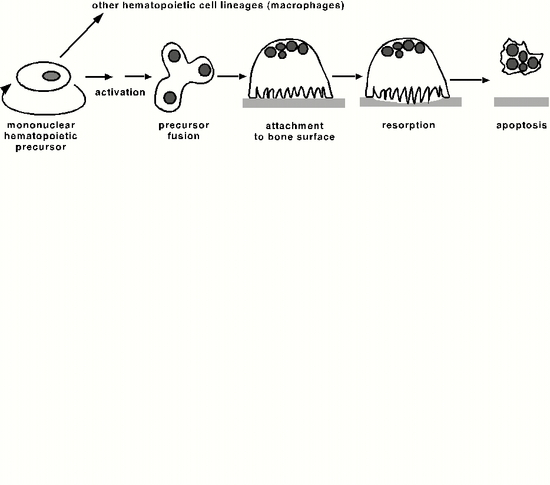 other hematopoietic cell lineages (macrophages)
activation
mononuclear
hematopoietic
precursor
precursor
fusion
attachment
to bone surface
resorption
apoptosis